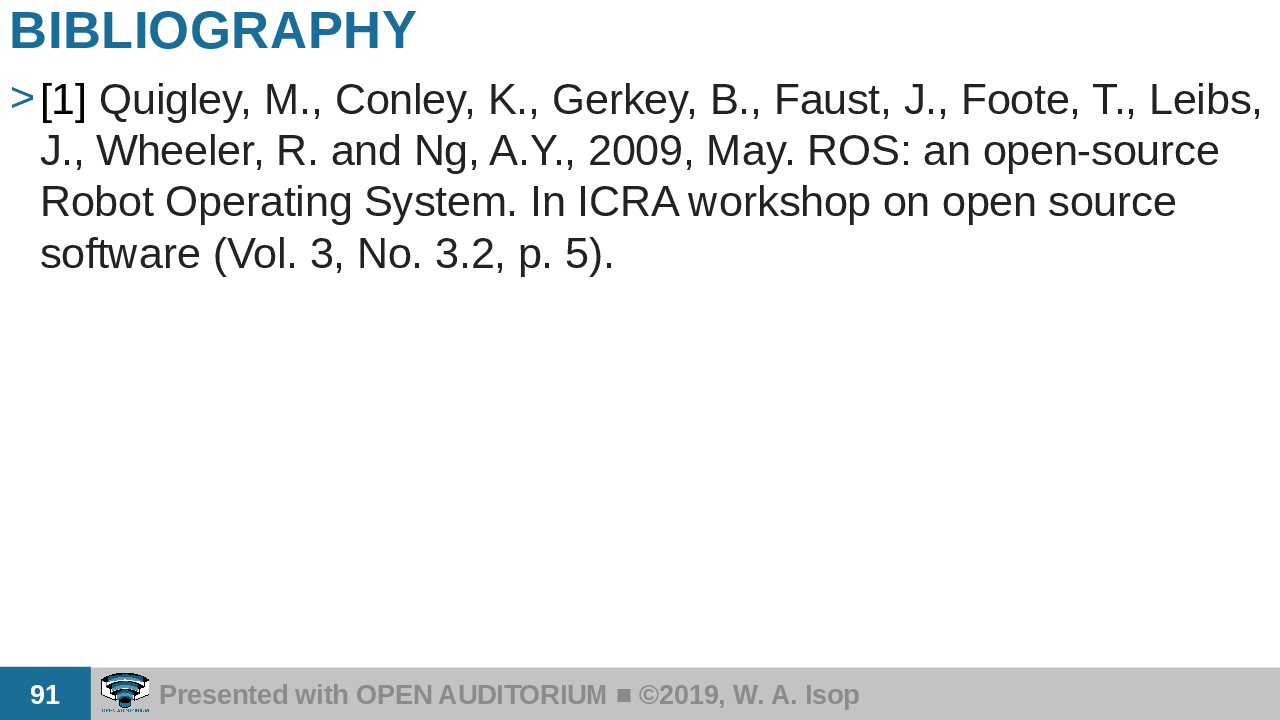 BIBLIOGRAPHY
> [1] Quigley, M., Conley, K., Gerkey, B., Faust, J., Foote, T., Leibs,
J., Wheeler, R. and Ng, A.Y., 2009, May. ROS: an open-source
Robot Operating System. In ICRA workshop on open source
software (Vol. 3, No. 3.2, p. 5).
91 OPEN AUDITORIUM Presented with OPEN AUDITORIUM ■ ©2019, W. A. Isop